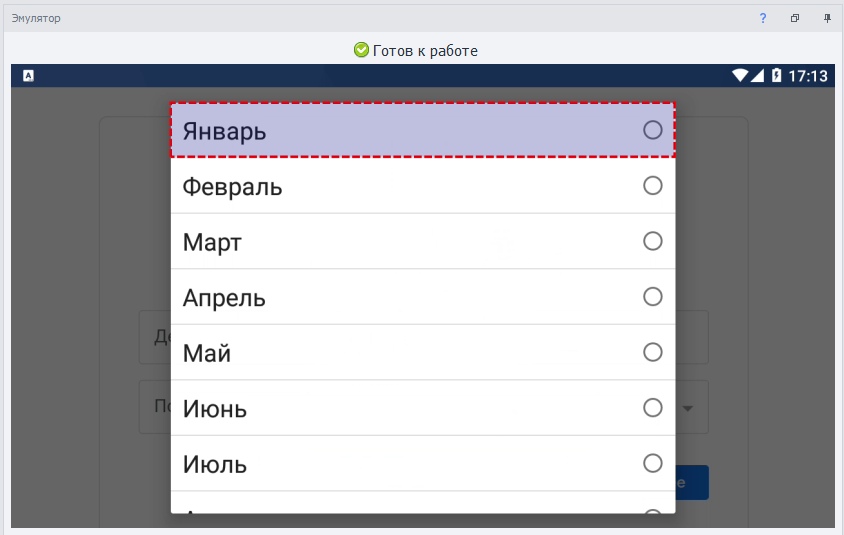 Эмулятор
?
Готов к работе
A
17:13
Январь
Февраль
Март
Апрель
Май
Июнь
Июль